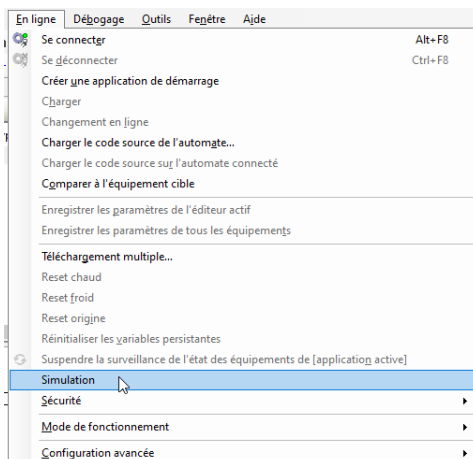 En ligne Débogage Outils Fenêtre Ajde
Se connecter Alt+F8
Se déconnecter Ctrl+F8
Créer une application de démarrage
Charger
Changement en ligne
Charger le code source de l'automate...
Charger le code source sur l'automate connecté
Comparer à l'équipement cible
Enregistrer les paramètres de l'éditeur actif
Enregistrer les paramètres de tous les équipements
Téléchargement multiple...
Reset chaud
Reset froid
Reset origine
Réinitialiser les variables persistantes
Suspendre la surveillance de l'état des équipements de [application active]
Simulation
Sécurité
Mode de fonctionnement
Configuration avancée